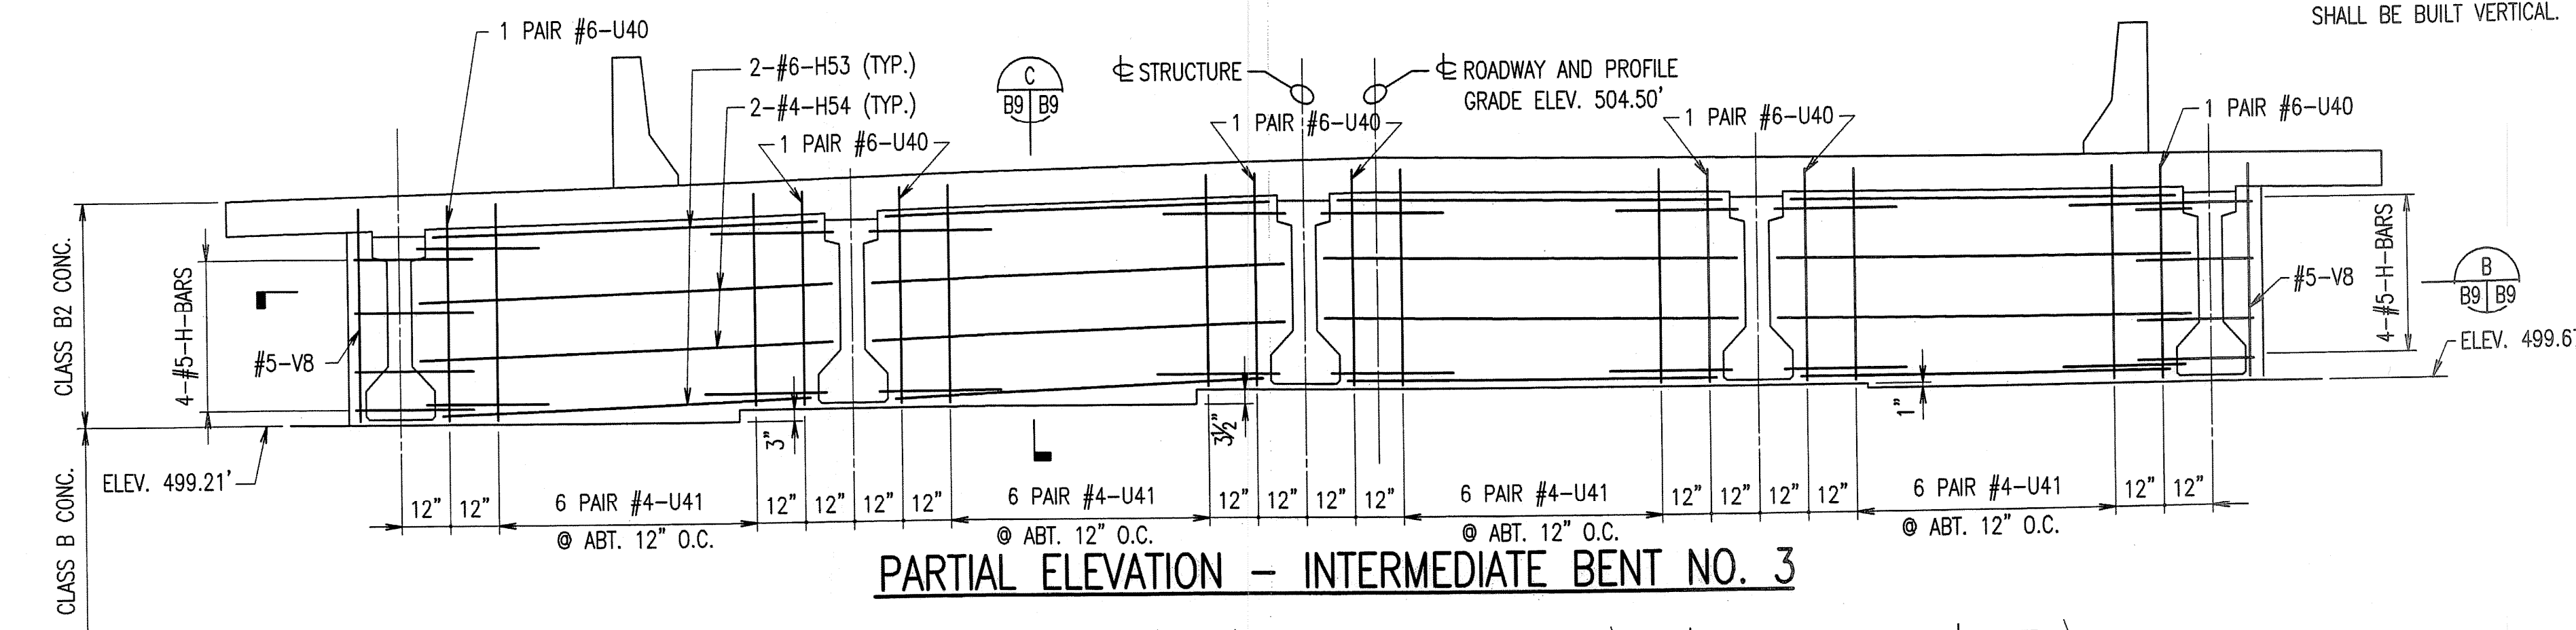 SHALL BE BUILT VERTICAL.
1 PAIR #6-U40
2-#6-H53 (TYP.)
2-#4-H54 (TYP.)
1 PAIR #6-U40
C
B9 B9
℄ STRUCTURE
℄ ROADWAY AND PROFILE
GRADE ELEV. 504.50'
1 PAIR #6-U40
1 PAIR #6-U40
1 PAIR #6-U40
CLASS B2 CONC.
4-#5-H-BARS
#5-V8
4-#5-H-BARS
#5-V8
B
B9 B9
ELEV. 499.6
3"
3½"
1"
CLASS B CONC.
ELEV. 499.21'
12" 12" 6 PAIR #4-U41 12" 12" 12" 12" 6 PAIR #4-U41 12" 12" 12" 12" 6 PAIR #4-U41 12" 12" 12" 12" 6 PAIR #4-U41 12" 12"
@ ABT. 12" O.C. @ ABT. 12" O.C. @ ABT. 12" O.C. @ ABT. 12" O.C.
PARTIAL ELEVATION - INTERMEDIATE BENT NO. 3